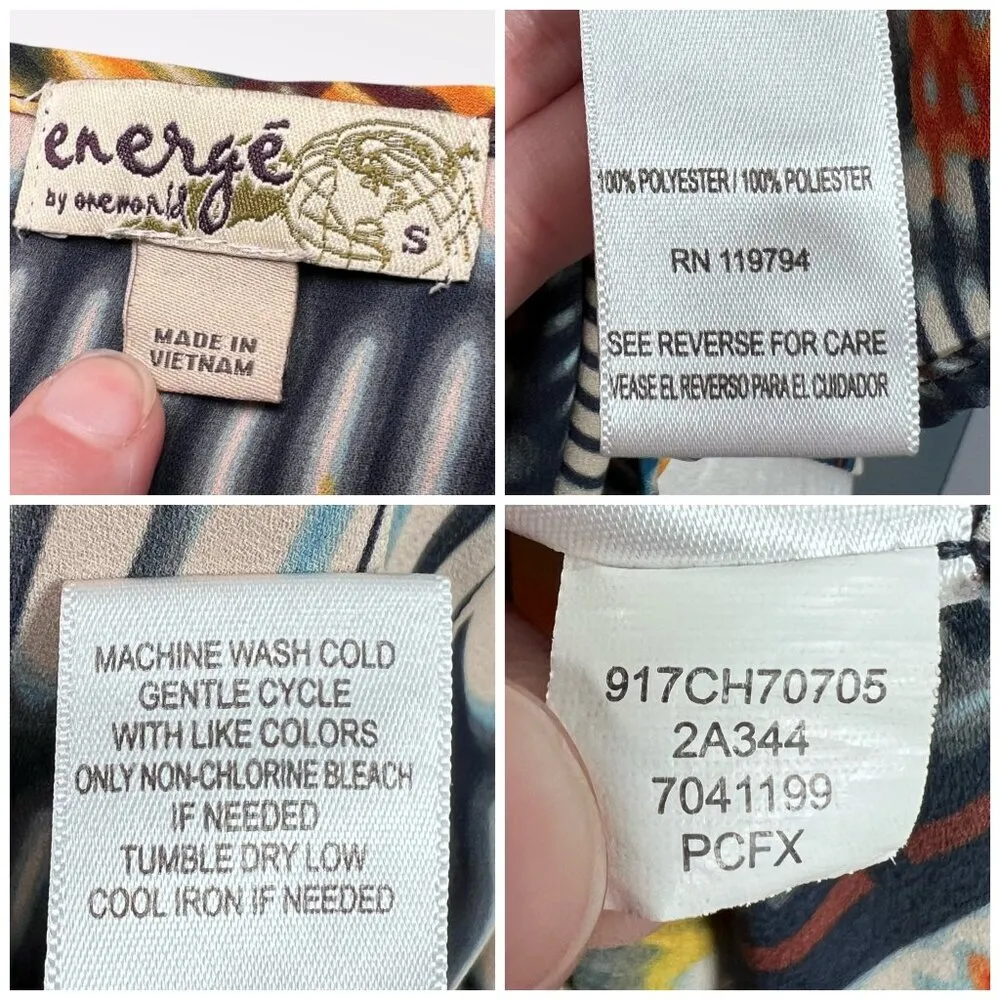 energé
by oneworld
S
MADE IN
VIETNAM
100% POLYESTER / 100% POLIESTER
RN 119794
SEE REVERSE FOR CARE
VEASE EL REVERSO PARA EL CUIDADOR
MACHINE WASH COLD
GENTLE CYCLE
WITH LIKE COLORS
ONLY NON-CHLORINE BLEACH
IF NEEDED
TUMBLE DRY LOW
COOL IRON IF NEEDED
917CH70705
2A344
7041199
PCFX